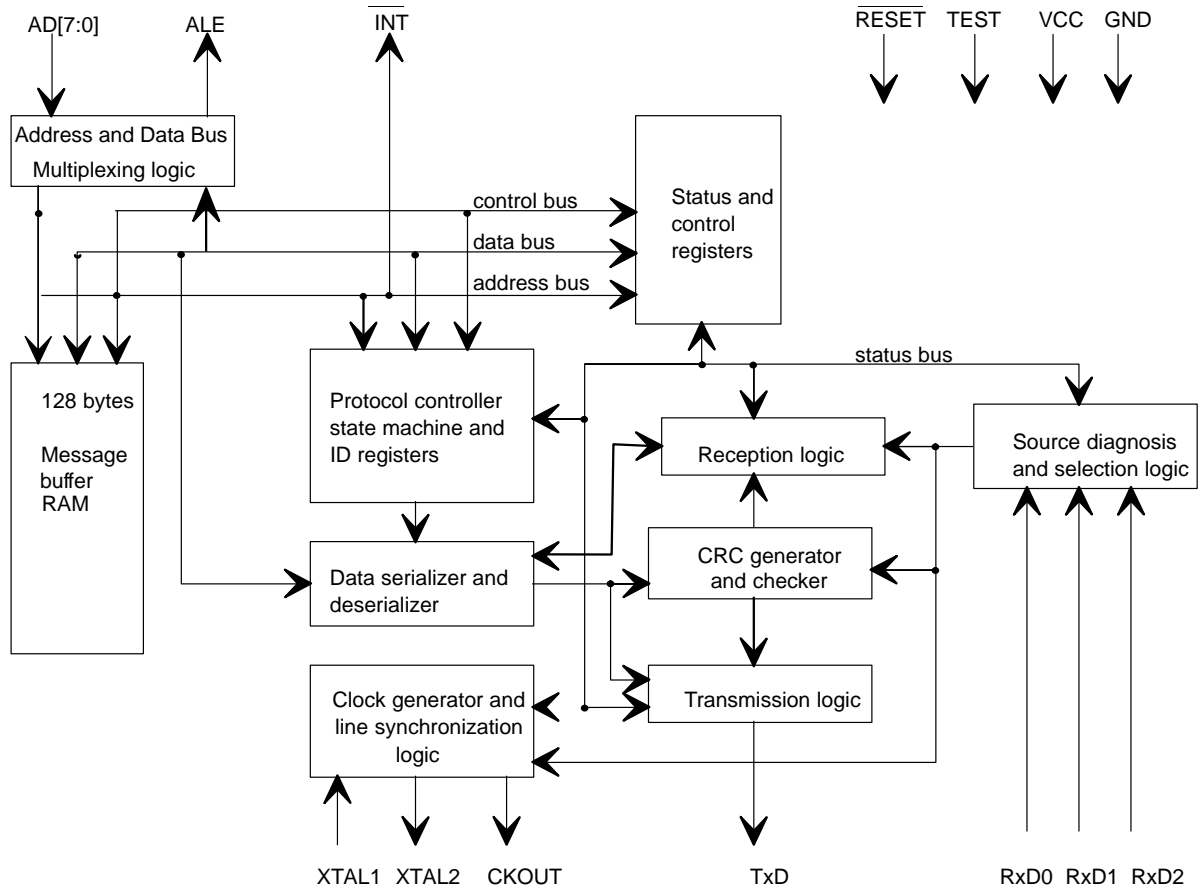 AD[7:0]
ALE
INT
RESET
TEST
VCC
GND
Address and Data Bus
Multiplexing logic
control bus
data bus
address bus
Status and
control
registers
status bus
128 bytes
Message
buffer
RAM
Protocol controller
state machine and
ID registers
Reception logic
Source diagnosis
and selection logic
Data serializer and
deserializer
CRC generator
and checker
Clock generator and
line synchronization
logic
Transmission logic
XTAL1
XTAL2
CKOUT
TxD
RxD0
RxD1
RxD2